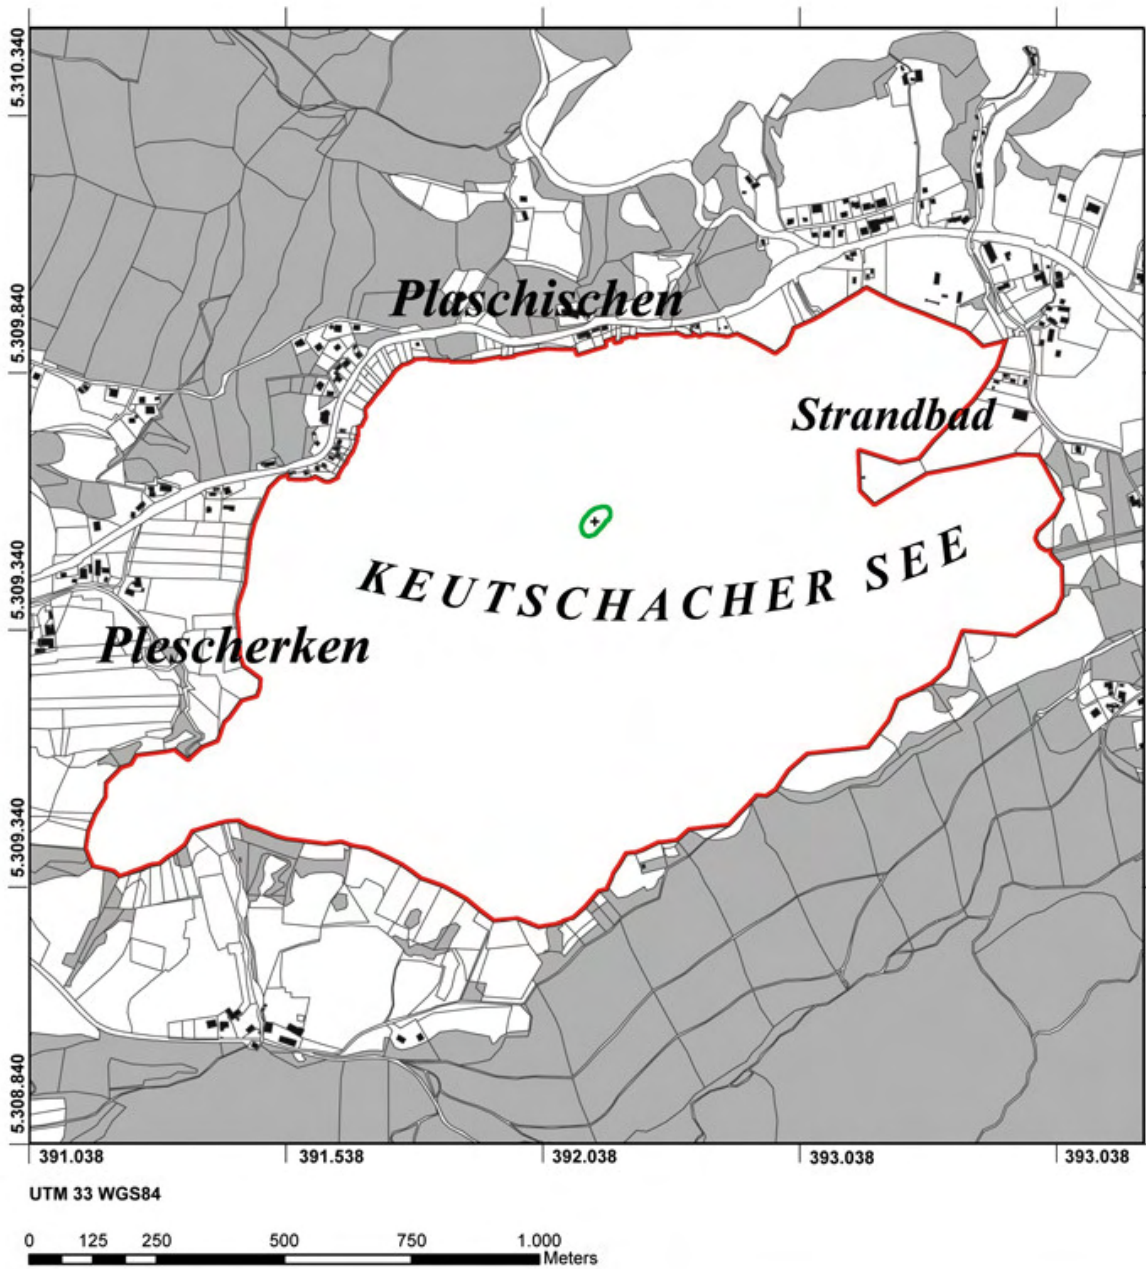 5.310.340
Plaschischen
5.309.840
Strandbad
KEUTSCHACHER SEE
5.309.340
Plescherken
5.309.340
5.308.840
391.038 391.538 392.038 393.038 393.038
UTM 33 WGS84
0 125 250 500 750 1.000
Meters